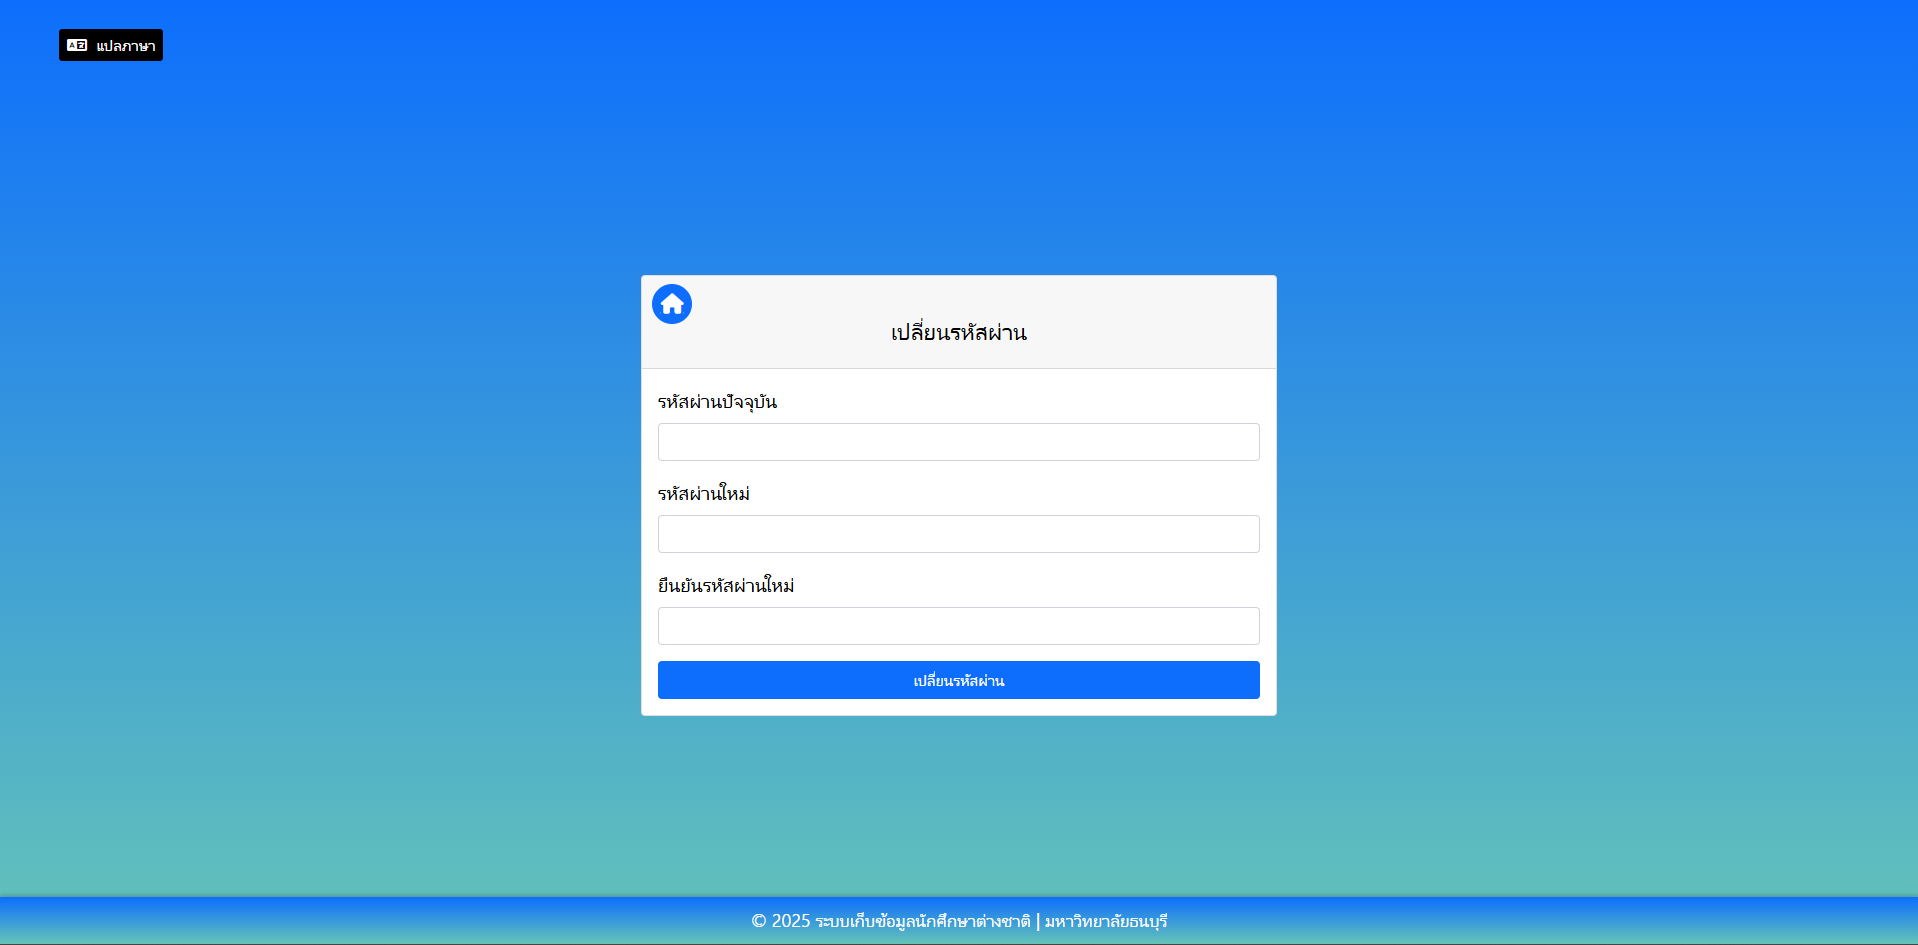 แปลภาษา
เปลี่ยนรหัสผ่าน
รหัสผ่านปัจจุบัน
รหัสผ่านใหม่
ยืนยันรหัสผ่านใหม่
เปลี่ยนรหัสผ่าน
© 2025 ระบบเก็บข้อมูลนักศึกษาต่างชาติ | มหาวิทยาลัยธนบุรี